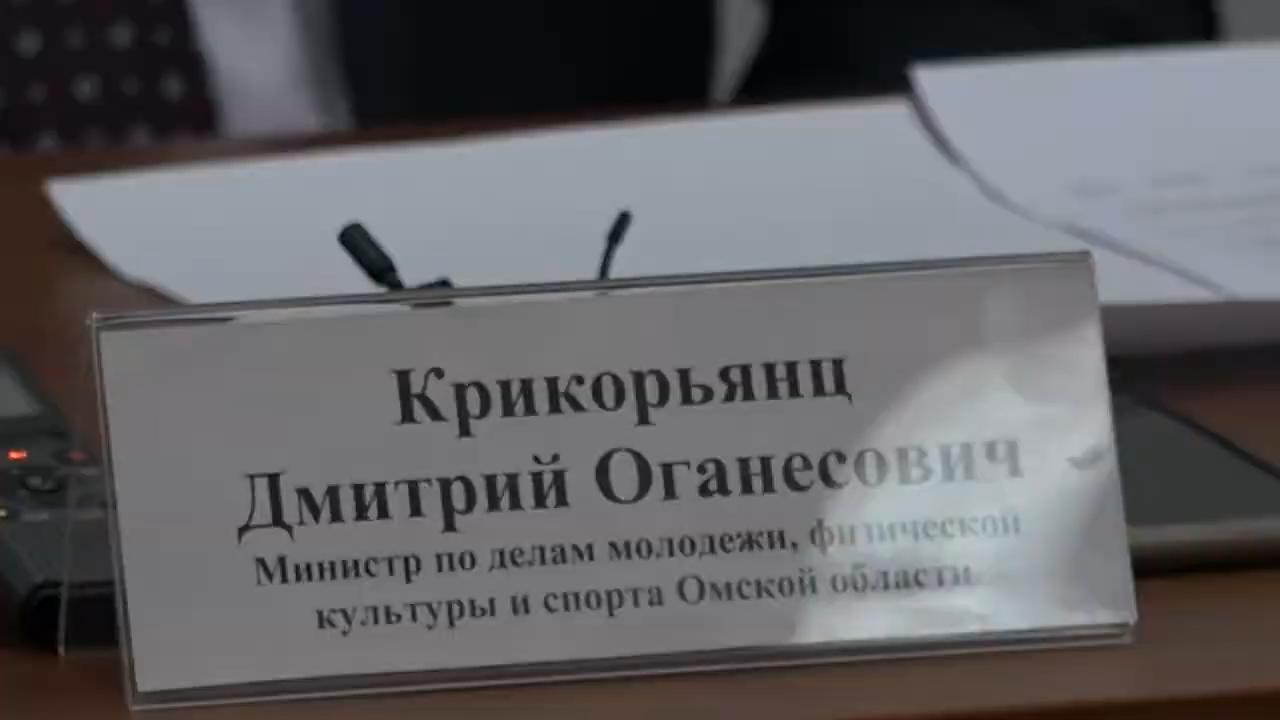 Крикорьянц
Дмитрий Оганесович
Министр по делам молодежи, физической
культуры и спорта Омской области